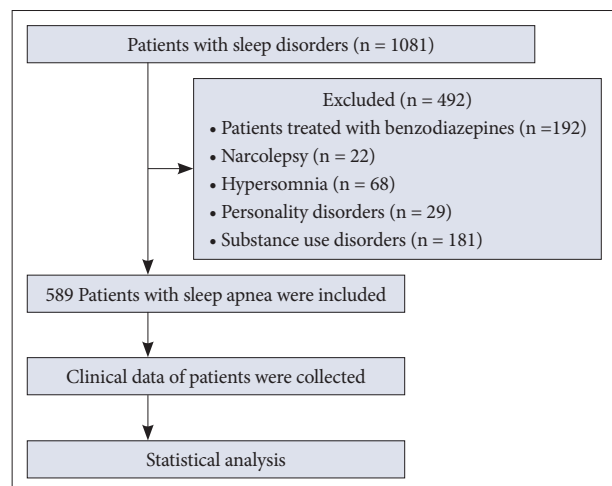 Patients with sleep disorders (n = 1081)
Excluded (n = 492)
• Patients treated with benzodiazepines (n =192)
• Narcolepsy (n = 22)
• Hypersomnia (n = 68)
• Personality disorders (n = 29)
• Substance use disorders (n = 181)
589 Patients with sleep apnea were included
Clinical data of patients were collected
Statistical analysis